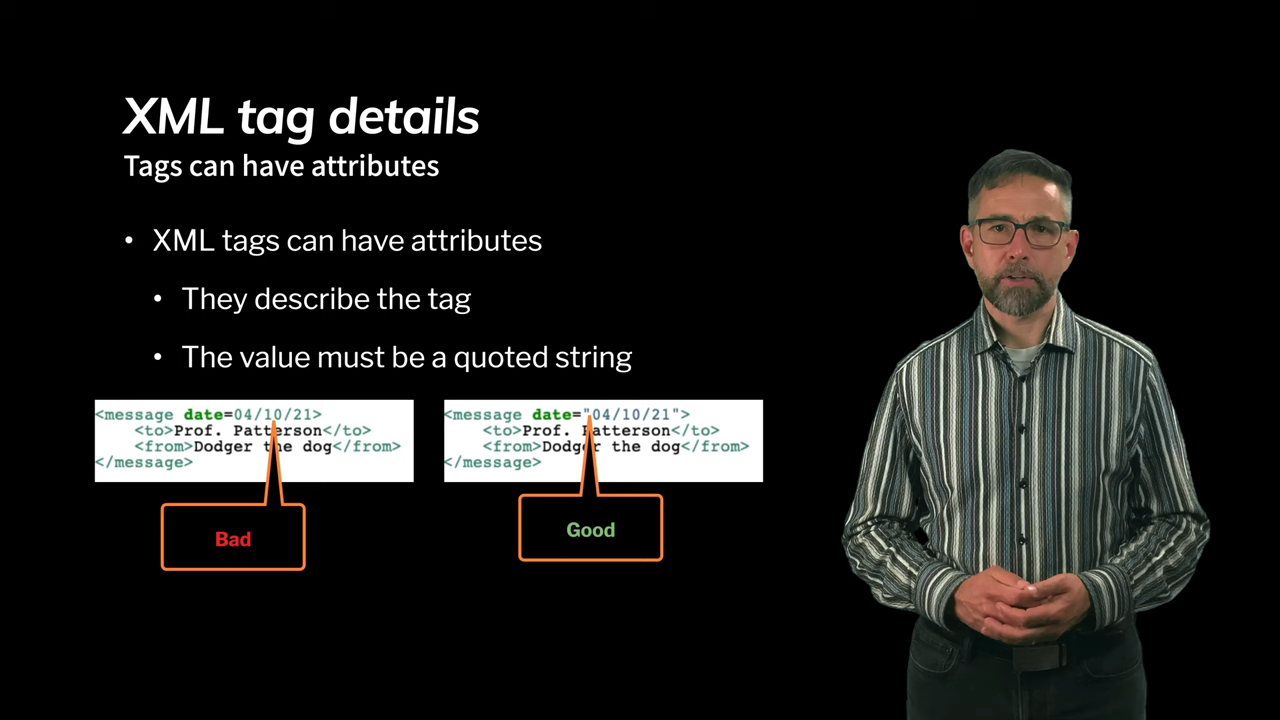 XML tag details
Tags can have attributes
• XML tags can have attributes
• They describe the tag
• The value must be a quoted string
<message date=04/10/21>
<to>Prof. Patterson</to>
<from>Dodger the dog</from>
</message>
<message date="04/10/21">
<to>Prof. Patterson</to>
<from>Dodger the dog</from>
</message>
Bad
Good